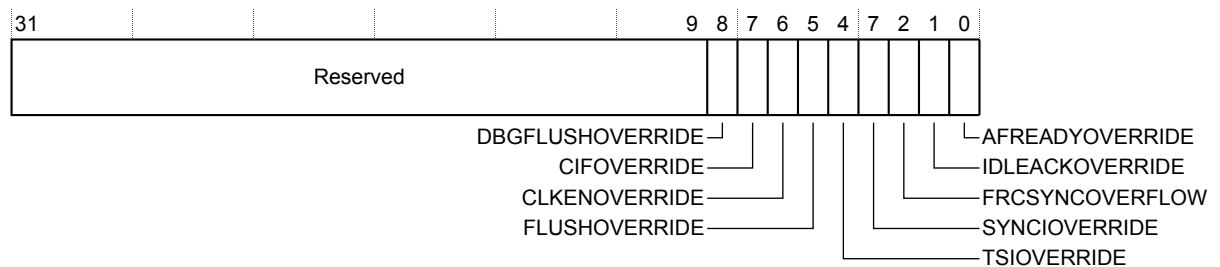 31 9 8 7 6 5 4 7 2 1 0
Reserved
DBGFLUSHOVERRIDE AFREADYOVERRIDE
CIFOVERRIDE IDLEACKOVERRIDE
CLKENOVERRIDE FRCSYNCOVERFLOW
FLUSHOVERRIDE SYNCIOVERRIDE
TSIOVERRIDE